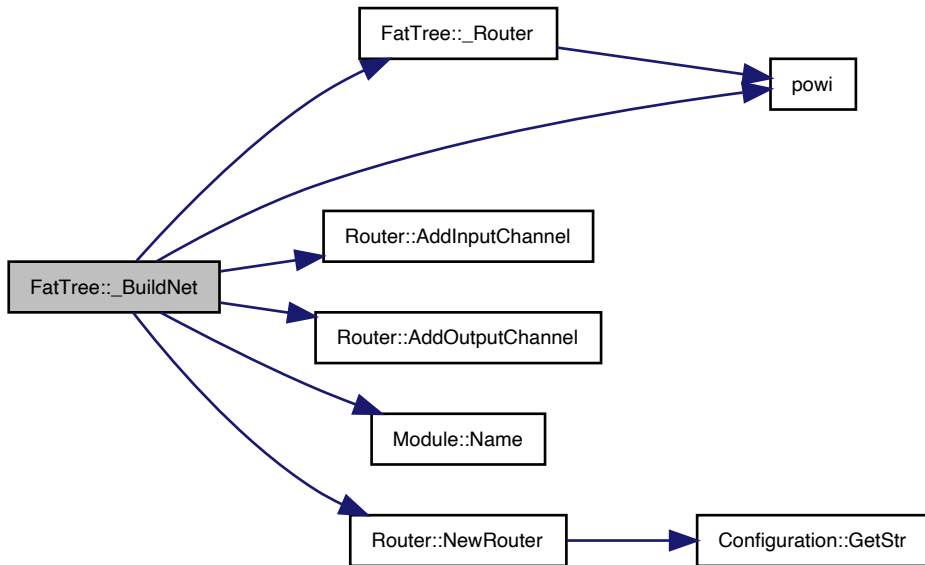 FatTree::_Router
powi
Router::AddInputChannel
FatTree::_BuildNet
Router::AddOutputChannel
Module::Name
Router::NewRouter
Configuration::GetStr